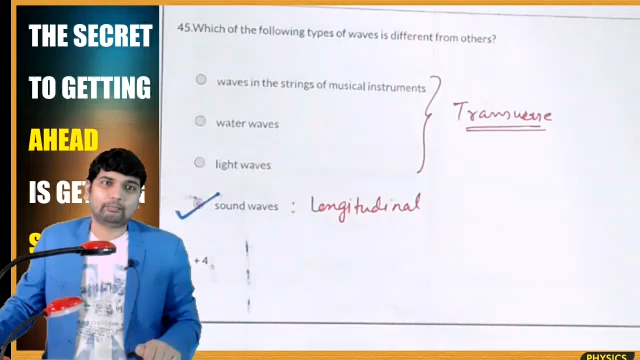 THE SECRET
TO GETTING
AHEAD
IS GE
45.Which of the following types of waves is different from others?
waves in the strings of musical instruments
water waves
light waves
Transverse
sound waves : Longitudinal
+4
PHYSICS